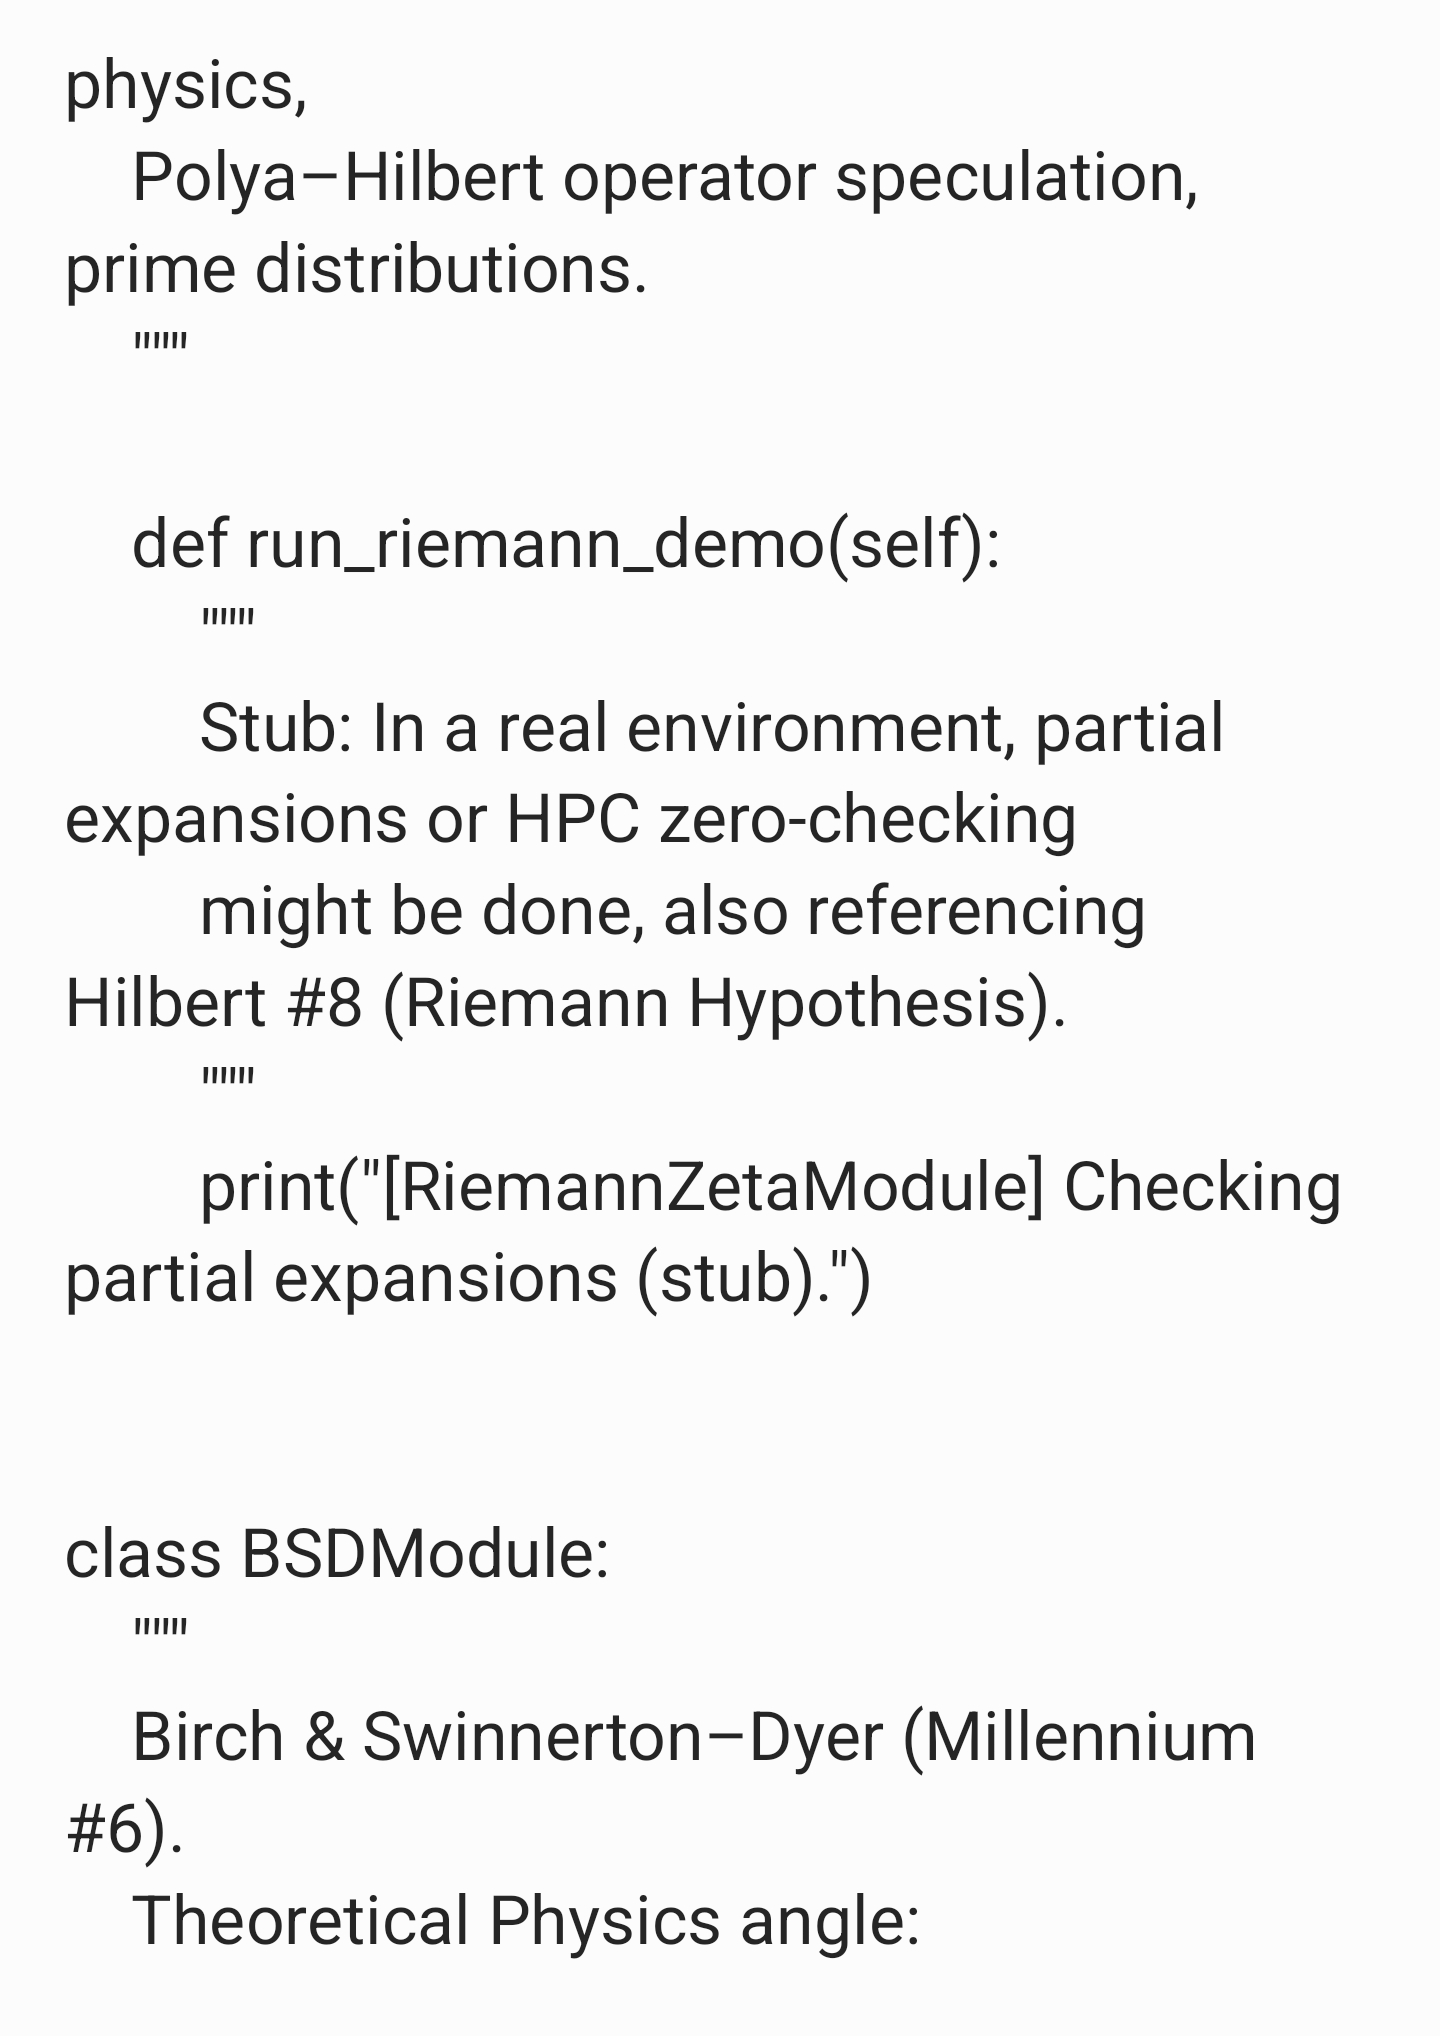 physics,
    Polya–Hilbert operator speculation,
prime distributions.
    """
    def run_riemann_demo(self):
        """
        Stub: In a real environment, partial
expansions or HPC zero-checking
        might be done, also referencing
Hilbert #8 (Riemann Hypothesis).
        """
        print("[RiemannZetaModule] Checking
partial expansions (stub).")
class BSDModule:
    """
    Birch & Swinnerton–Dyer (Millennium
#6).
    Theoretical Physics angle: